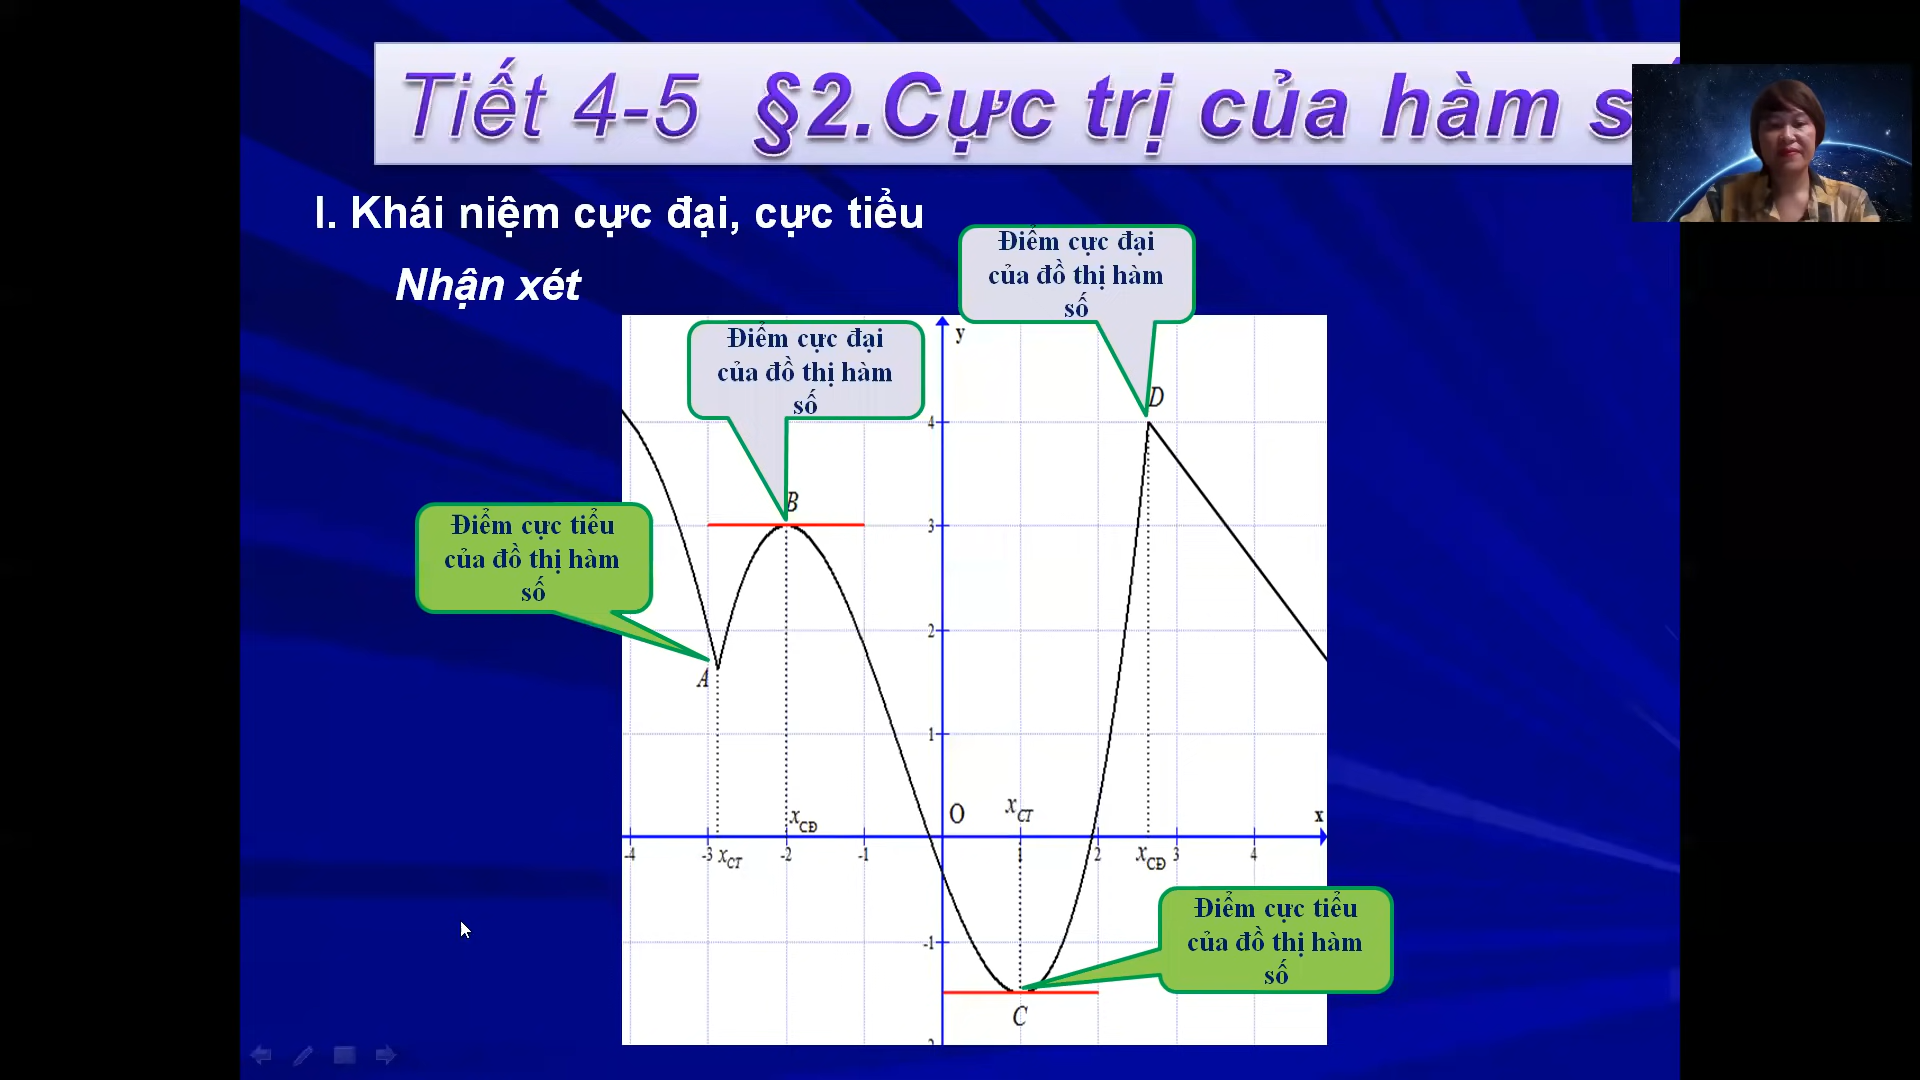 Tiết 4-5 §2.Cực trị của hàm s
I. Khái niệm cực đại, cực tiểu
Nhận xét
Điểm cực đại
của đồ thị hàm
số
Điểm cực đại
của đồ thị hàm
số
Điểm cực tiểu
của đồ thị hàm
số
Điểm cực tiểu
của đồ thị hàm
số
y
D
4
B
3
2
A
1
O
x_CT
x_CĐ
x
-4
-3
x_CT
-2
-1
1
2
x_CĐ
3
4
-1
C